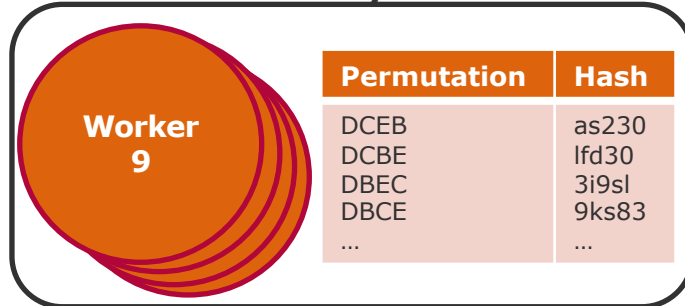 Worker
9
Permutation Hash
DCEB as230
DCBE lfd30
DBEC 3i9sl
DBCE 9ks83
... ...